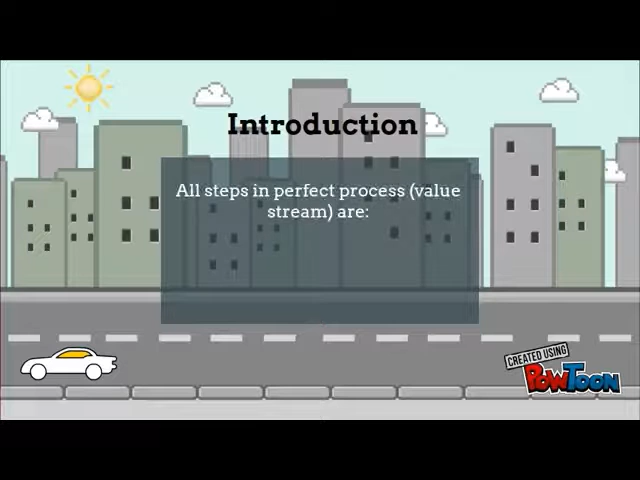 Introduction
All steps in perfect process (value
stream) are:
CREATED USING
POWTOON